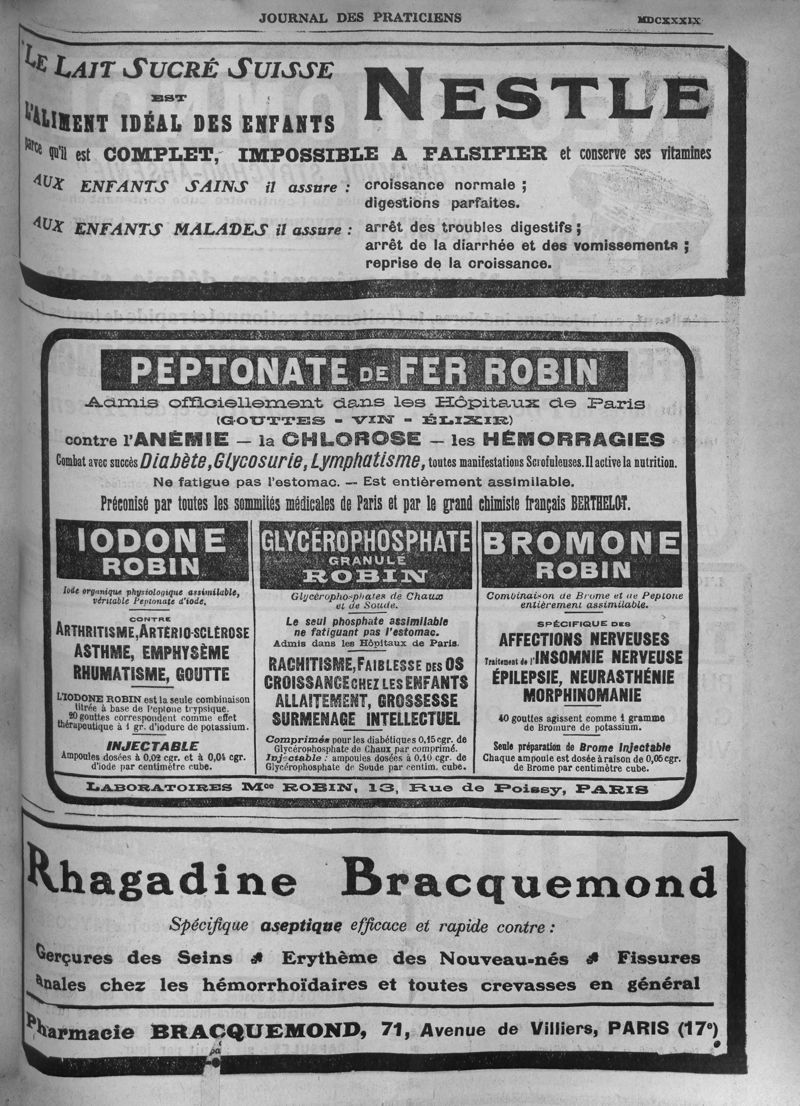 JOURNAL DES PRATICIENS
MDCXXXIX
LE LAIT SUCRÉ SUISSE
EST
L'ALIMENT IDÉAL DES ENFANTS
NESTLE
parce qu'il est COMPLET, IMPOSSIBLE A FALSIFIER et conserve ses vitamines
AUX ENFANTS SAINS il assure : croissance normale ;
digestions parfaites.
AUX ENFANTS MALADES il assure : arrêt des troubles digestifs ;
arrêt de la diarrhée et des vomissements ;
reprise de la croissance.
PEPTONATE DE FER ROBIN
Admis officiellement dans les Hôpitaux de Paris
(GOUTTES - VIN - ÉLIXIR)
contre l'ANÉMIE — la CHLOROSE — les HÉMORRAGIES
Combat avec succès Diabète, Glycosurie, Lymphatisme, toutes manifestations Scrofuleuses. Il active la nutrition.
Ne fatigue pas l'estomac. — Est entièrement assimilable.
Préconisé par toutes les sommités médicales de Paris et par le grand chimiste français BERTHELOT.
IODONE
ROBIN
Iode organique physiologique assimilable,
véritable Peptonate d'iode.
CONTRE
ARTHRITISME, ARTÉRIO-SCLÉROSE
ASTHME, EMPHYSÈME
RHUMATISME, GOUTTE
L'IODONE ROBIN est la seule combinaison
titrée à base de Peptone trypsique.
20 gouttes correspondent comme effet
thérapeutique à 1 gr. d'iodure de potassium.
INJECTABLE
Ampoules dosées à 0,02 cgr. et à 0,04 cgr.
d'iode par centimètre cube.
GLYCÉROPHOSPHATE
GRANULÉ
ROBIN
Glycérophosphates de Chaux
et de Soude.
Le seul phosphate assimilable
ne fatiguant pas l'estomac.
Admis dans les Hôpitaux de Paris.
RACHITISME, FAIBLESSE DES OS
CROISSANCE CHEZ LES ENFANTS
ALLAITEMENT, GROSSESSE
SURMENAGE INTELLECTUEL
Comprimés pour les diabétiques 0,15 cgr. de
Glycérophosphate de Chaux par comprimé.
Injectable : ampoules dosées à 0,10 cgr. de
Glycérophosphate de Soude par centim. cube.
BROMONE
ROBIN
Combinaison de Brome et de Peptone
entièrement assimilable.
SPÉCIFIQUE DES
AFFECTIONS NERVEUSES
Traitement de l'INSOMNIE NERVEUSE
ÉPILEPSIE, NEURASTHÉNIE
MORPHINOMANIE
40 gouttes agissent comme 1 gramme
de Bromure de potassium.
Seule préparation de Brome Injectable
Chaque ampoule est dosée à raison de 0,05 cgr.
de Brome par centimètre cube.
LABORATOIRES Mce ROBIN, 13, Rue de Poissy, PARIS
Rhagadine Bracquemond
Spécifique aseptique efficace et rapide contre :
Gerçures des Seins Erythème des Nouveau-nés Fissures
anales chez les hémorrhoïdaires et toutes crevasses en général
Pharmacie BRACQUEMOND, 71, Avenue de Villiers, PARIS (17e)